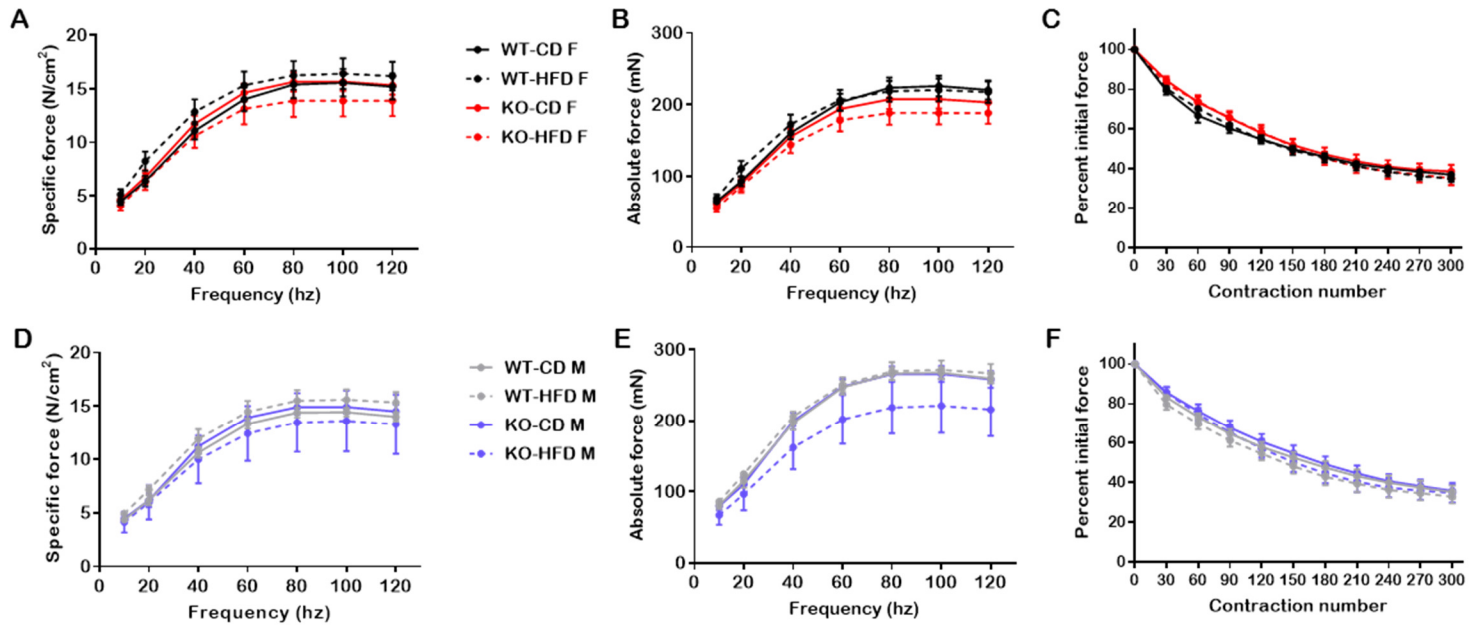 A
Specific force (N/cm²)
20
15
10
5
0
0 20 40 60 80 100 120
Frequency (hz)
WT-CD F
WT-HFD F
KO-CD F
KO-HFD F
B
Absolute force (mN)
300
200
100
0
0 20 40 60 80 100 120
Frequency (hz)
C
Percent initial force
100
80
60
40
20
0
0 30 60 90 120 150 180 210 240 270 300
Contraction number
D
Specific force (N/cm²)
20
15
10
5
0
0 20 40 60 80 100 120
Frequency (hz)
WT-CD M
WT-HFD M
KO-CD M
KO-HFD M
E
Absolute force (mN)
300
200
100
0
0 20 40 60 80 100 120
Frequency (hz)
F
Percent initial force
100
80
60
40
20
0
0 30 60 90 120 150 180 210 240 270 300
Contraction number